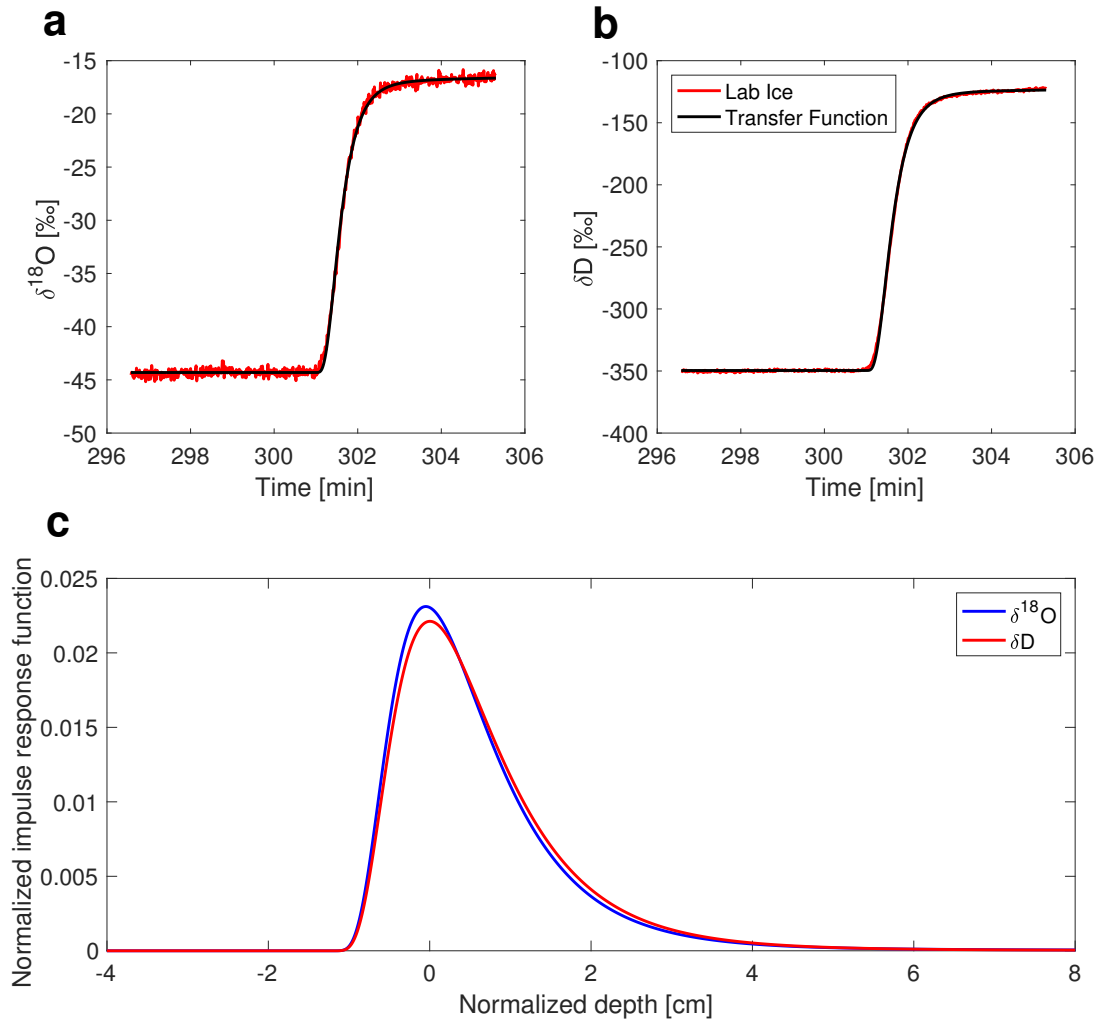 a
-15
-20
-25
-30
-35
-40
-45
-50
δ¹⁸O [‰]
296 298 300 302 304 306
Time [min]
b
-100
-150
-200
-250
-300
-350
-400
δD [‰]
Lab Ice
Transfer Function
296 298 300 302 304 306
Time [min]
c
0.025
0.02
0.015
0.01
0.005
0
Normalized impulse response function
δ¹⁸O
δD
-4 -2 0 2 4 6 8
Normalized depth [cm]